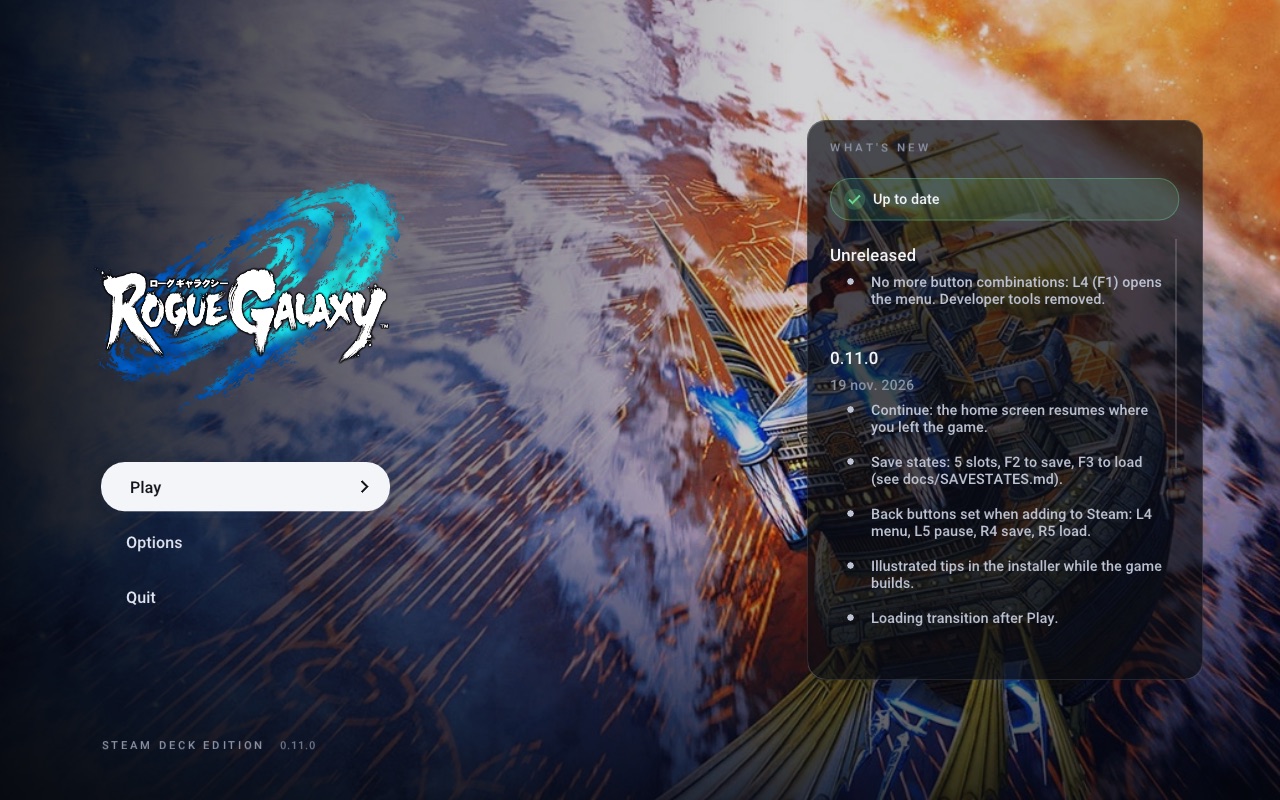 ローグギャラクシー
ROGUE GALAXY™
Play
Options
Quit
STEAM DECK EDITION 0.11.0
WHAT'S NEW
Up to date
Unreleased
No more button combinations: L4 (F1) opens
the menu. Developer tools removed.
0.11.0
19 nov. 2026
Continue: the home screen resumes where
you left the game.
Save states: 5 slots, F2 to save, F3 to load
(see docs/SAVESTATES.md).
Back buttons set when adding to Steam: L4
menu, L5 pause, R4 save, R5 load.
Illustrated tips in the installer while the game
builds.
Loading transition after Play.